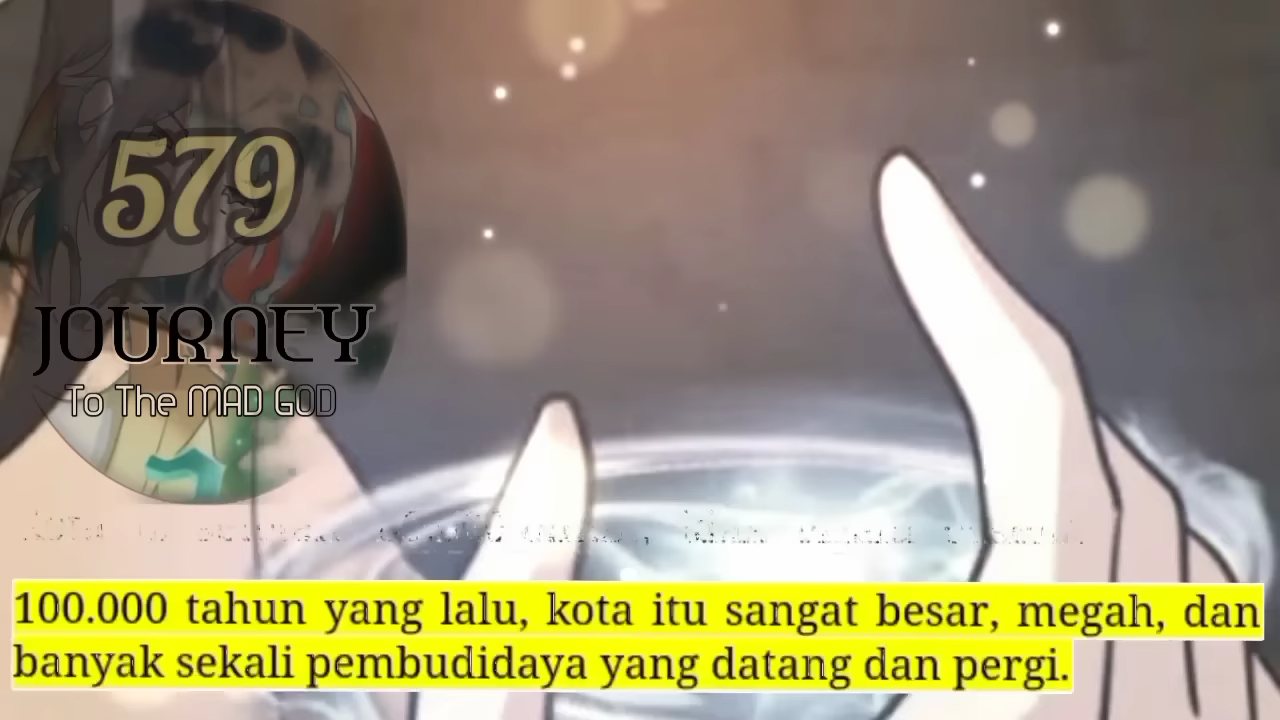 579
JOURNEY
To The MAD GOD
100.000 tahun yang lalu, kota itu sangat besar, megah, dan
banyak sekali pembudidaya yang datang dan pergi.